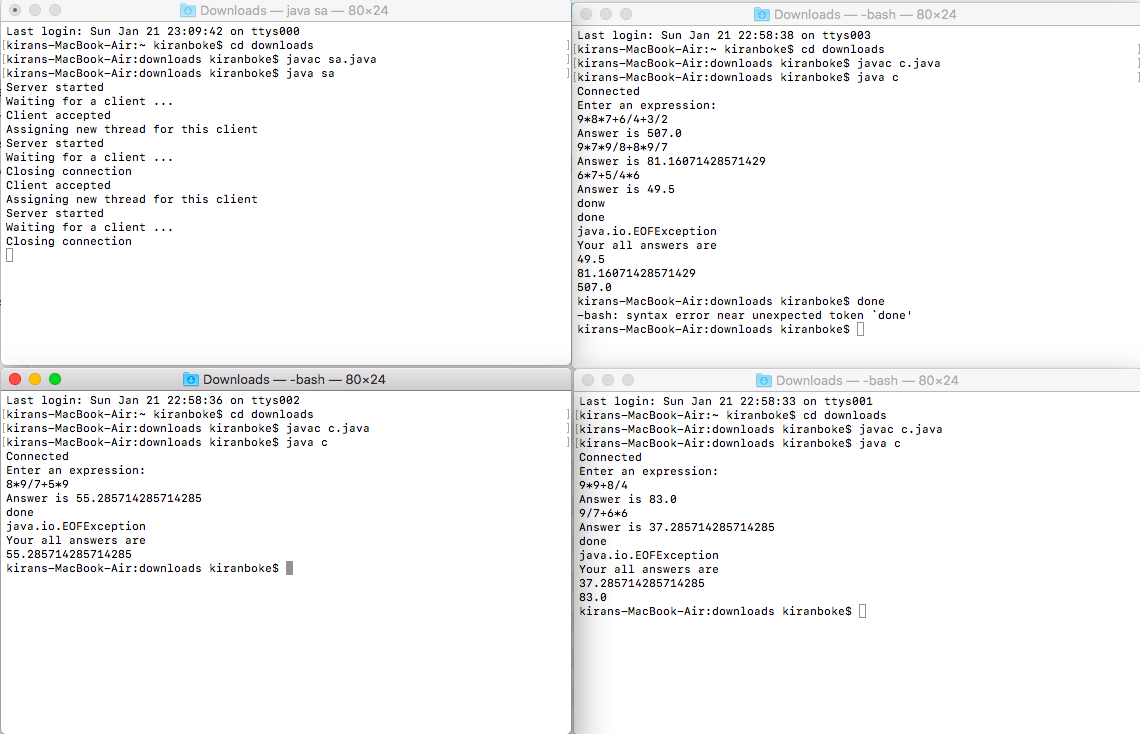 Downloads — java sa — 80×24
Last login: Sun Jan 21 23:09:42 on ttys000
[kirans-MacBook-Air:~ kiranboke$ cd downloads ]
[kirans-MacBook-Air:downloads kiranboke$ javac sa.java ]
[kirans-MacBook-Air:downloads kiranboke$ java sa ]
Server started
Waiting for a client ...
Client accepted
Assigning new thread for this client
Server started
Waiting for a client ...
Closing connection
Client accepted
Assigning new thread for this client
Server started
Waiting for a client ...
Closing connection
Downloads — -bash — 80×24
Last login: Sun Jan 21 22:58:38 on ttys003
[kirans-MacBook-Air:~ kiranboke$ cd downloads ]
[kirans-MacBook-Air:downloads kiranboke$ javac c.java ]
[kirans-MacBook-Air:downloads kiranboke$ java c ]
Connected
Enter an expression:
9*8*7+6/4+3/2
Answer is 507.0
9*7*9/8+8*9/7
Answer is 81.16071428571429
6*7+5/4*6
Answer is 49.5
donw
done
java.io.EOFException
Your all answers are
49.5
81.16071428571429
507.0
kirans-MacBook-Air:downloads kiranboke$ done
-bash: syntax error near unexpected token `done'
kirans-MacBook-Air:downloads kiranboke$
Downloads — -bash — 80×24
Last login: Sun Jan 21 22:58:36 on ttys002
[kirans-MacBook-Air:~ kiranboke$ cd downloads ]
[kirans-MacBook-Air:downloads kiranboke$ javac c.java ]
[kirans-MacBook-Air:downloads kiranboke$ java c ]
Connected
Enter an expression:
8*9/7+5*9
Answer is 55.285714285714285
done
java.io.EOFException
Your all answers are
55.285714285714285
kirans-MacBook-Air:downloads kiranboke$
Downloads — -bash — 80×24
Last login: Sun Jan 21 22:58:33 on ttys001
[kirans-MacBook-Air:~ kiranboke$ cd downloads ]
[kirans-MacBook-Air:downloads kiranboke$ javac c.java ]
[kirans-MacBook-Air:downloads kiranboke$ java c ]
Connected
Enter an expression:
9*9+8/4
Answer is 83.0
9/7+6*6
Answer is 37.285714285714285
done
java.io.EOFException
Your all answers are
37.285714285714285
83.0
kirans-MacBook-Air:downloads kiranboke$